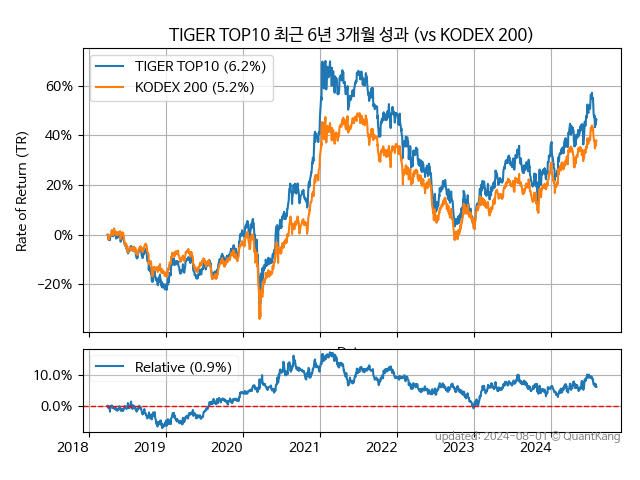 TIGER TOP10 최근 6년 3개월 성과 (vs KODEX 200)
TIGER TOP10 (6.2%)
KODEX 200 (5.2%)
Rate of Return (TR)
60%
40%
20%
0%
−20%
Relative (0.9%)
10.0%
0.0%
2018 2019 2020 2021 2022 2023 2024
updated: 2024-08-01 © QuantKang